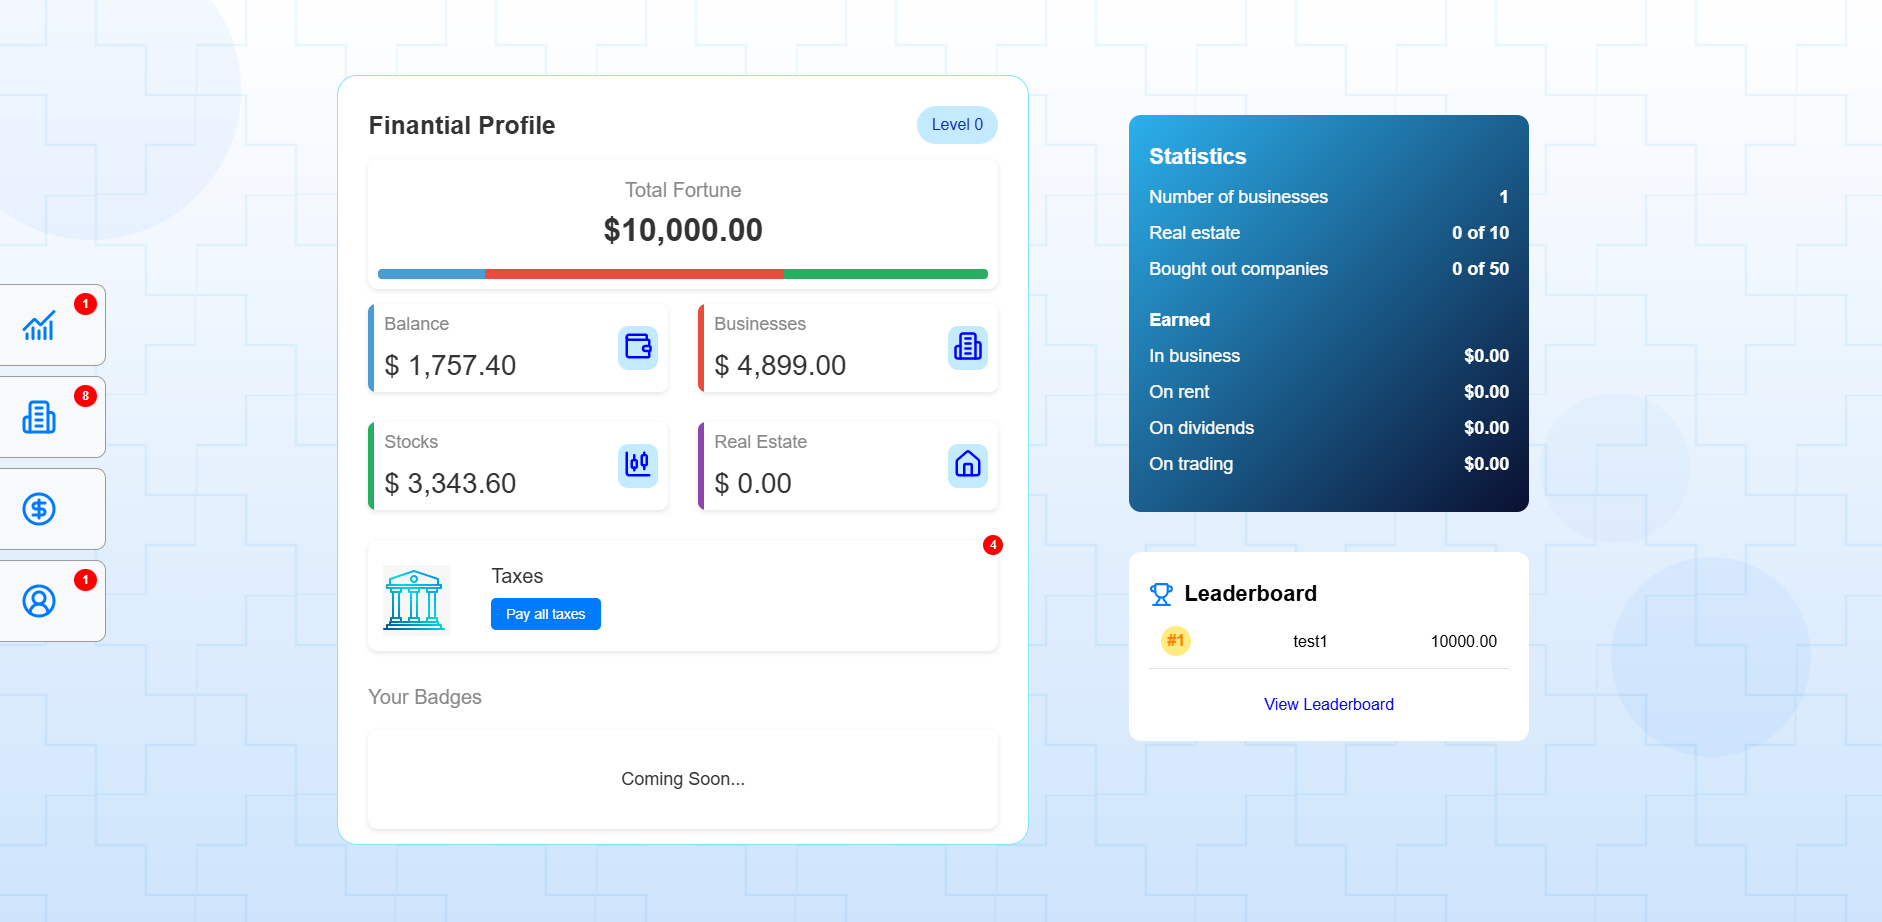 1
8
1
Finantial Profile
Level 0
Total Fortune
$10,000.00
Balance
$ 1,757.40
Businesses
$ 4,899.00
Stocks
$ 3,343.60
Real Estate
$ 0.00
4
Taxes
Pay all taxes
Your Badges
Coming Soon...
Statistics
Number of businesses 1
Real estate 0 of 10
Bought out companies 0 of 50
Earned
In business $0.00
On rent $0.00
On dividends $0.00
On trading $0.00
Leaderboard
#1 test1 10000.00
View Leaderboard